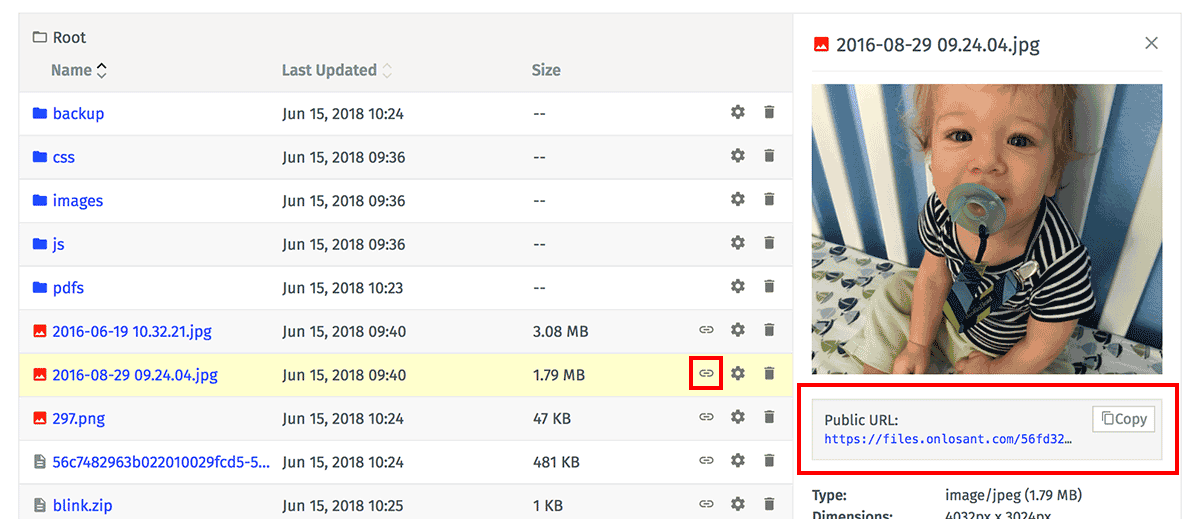 Root
Name Last Updated Size
backup Jun 15, 2018 10:24 --
css Jun 15, 2018 09:36 --
images Jun 15, 2018 09:36 --
js Jun 15, 2018 09:36 --
pdfs Jun 15, 2018 10:23 --
2016-06-19 10.32.21.jpg Jun 15, 2018 09:40 3.08 MB
2016-08-29 09.24.04.jpg Jun 15, 2018 09:40 1.79 MB
297.png Jun 15, 2018 09:40 47 KB
56c7482963b022010029fcd5-5... Jun 15, 2018 10:24 481 KB
blink.zip Jun 15, 2018 10:25 1 KB
2016-08-29 09.24.04.jpg
Public URL:
Copy
https://files.onlosant.com/56fd32…
Type: image/jpeg (1.79 MB)
Dimensions: 4032px x 3024px